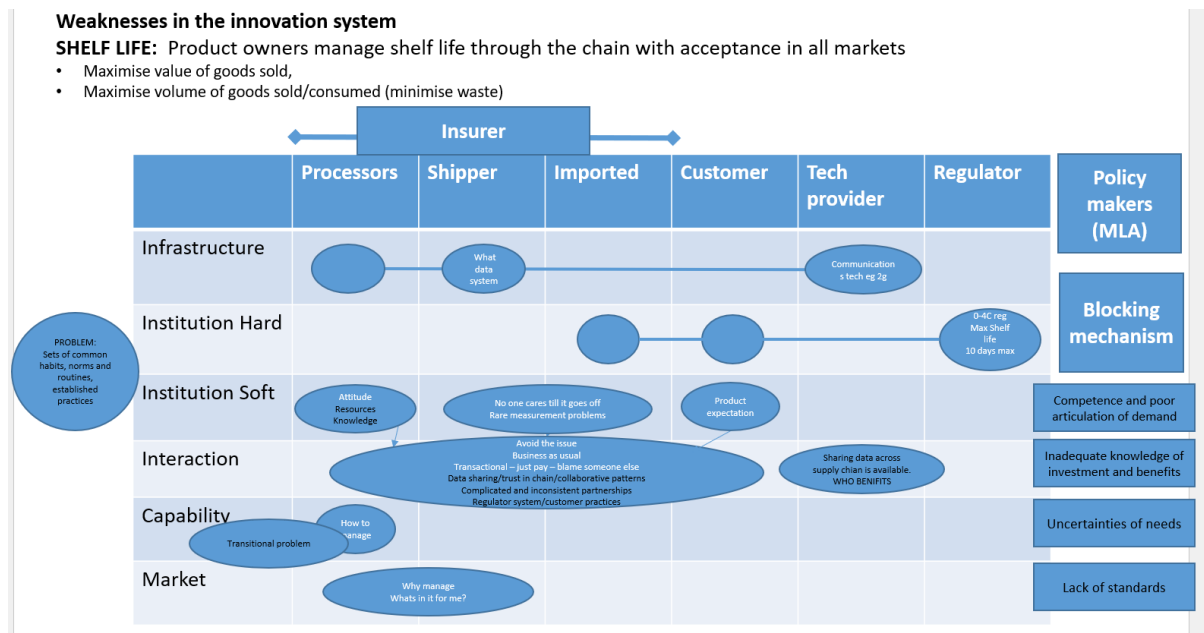 Weaknesses in the innovation system
SHELF LIFE: Product owners manage shelf life through the chain with acceptance in all markets
• Maximise value of goods sold,
• Maximise volume of goods sold/consumed (minimise waste)
Insurer
Processors
Shipper
Imported
Customer
Tech
provider
Regulator
Policy
makers
(MLA)
Infrastructure
What
data
system
Communication
s tech eg 2g
Blocking
mechanism
Institution Hard
0-4C reg
Max Shelf
life
10 days max
PROBLEM:
Sets of common
habits, norms and
routines,
established
practices
Institution Soft
Attitude
Resources
Knowledge
No one cares till it goes off
Rare measurement problems
Product
expectation
Competence and poor
articulation of demand
Interaction
Avoid the issue
Business as usual
Transactional – just pay – blame someone else
Data sharing/trust in chain/collaborative patterns
Complicated and inconsistent partnerships
Regulator system/customer practices
Sharing data across
supply chian is available.
WHO BENIFITS
Inadequate knowledge of
investment and benefits
Capability
How to
anage
Transitional problem
Uncertainties of needs
Market
Why manage
Whats in it for me?
Lack of standards